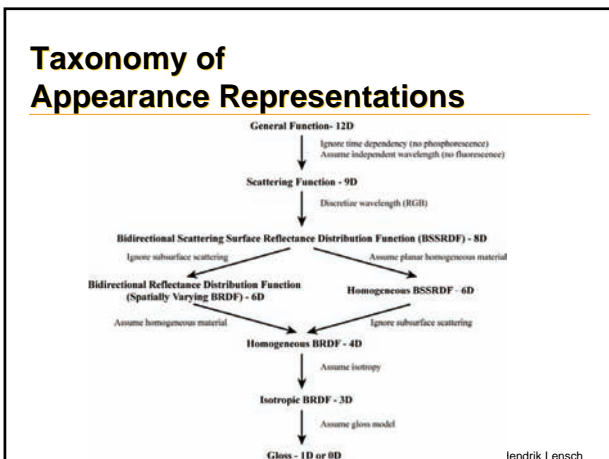 Taxonomy of
Appearance Representations
General Function- 12D
Ignore time dependency (no phosphorescence)
Assume independent wavelength (no fluorescence)
Scattering Function - 9D
Discretize wavelength (RGB)
Bidirectional Scattering Surface Reflectance Distribution Function (BSSRDF) - 8D
Ignore subsurface scattering
Assume planar homogeneous material
Bidirectional Reflectance Distribution Function
(Spatially Varying BRDF) - 6D
Homogeneous BSSRDF - 6D
Assume homogeneous material
Ignore subsurface scattering
Homogeneous BRDF - 4D
Assume isotropy
Isotropic BRDF - 3D
Assume gloss model
Gloss - 1D or 0D
Lensch